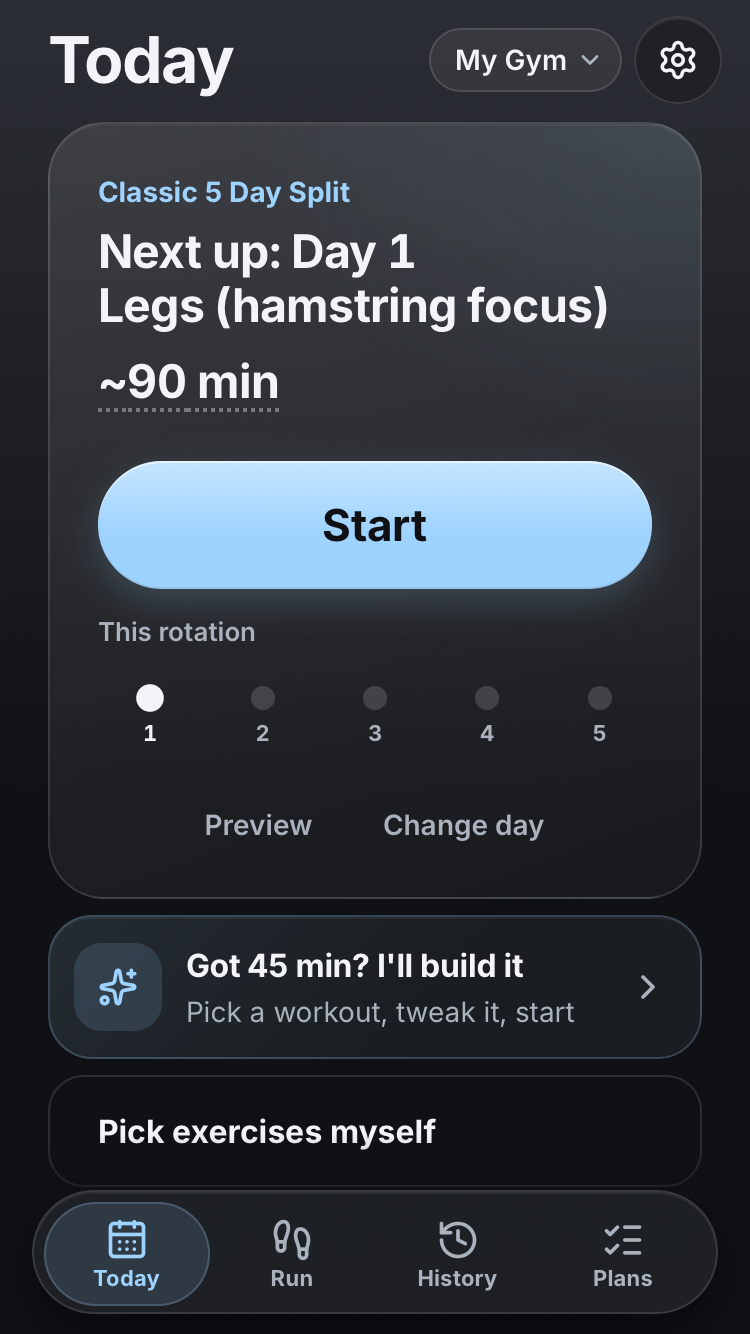 Today
My Gym
Classic 5 Day Split
Next up: Day 1
Legs (hamstring focus)
~90 min
Start
This rotation
1 2 3 4 5
Preview Change day
Got 45 min? I'll build it
Pick a workout, tweak it, start
Pick exercises myself
Today Run History Plans